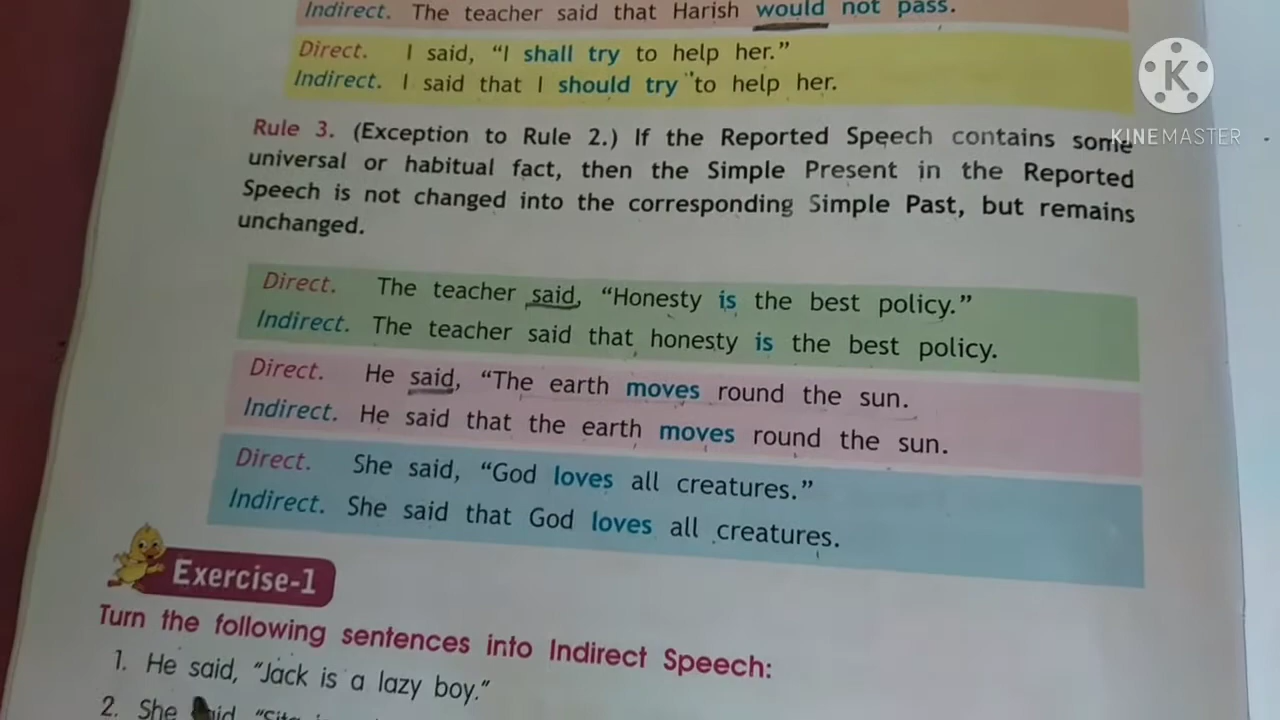 Indirect. The teacher said that Harish would not pass.
Direct. I said, “I shall try to help her.”
Indirect. I said that I should try to help her.
KINEMASTER
Rule 3. (Exception to Rule 2.) If the Reported Speech contains some
universal or habitual fact, then the Simple Present in the Reported
Speech is not changed into the corresponding Simple Past, but remains
unchanged.
Direct. The teacher said, “Honesty is the best policy.”
Indirect. The teacher said that honesty is the best policy.
Direct. He said, “The earth moves round the sun.
Indirect. He said that the earth moves round the sun.
Direct. She said, “God loves all creatures.”
Indirect. She said that God loves all creatures.
Exercise-1
Turn the following sentences into Indirect Speech:
1. He said, “Jack is a lazy boy.”
2. She